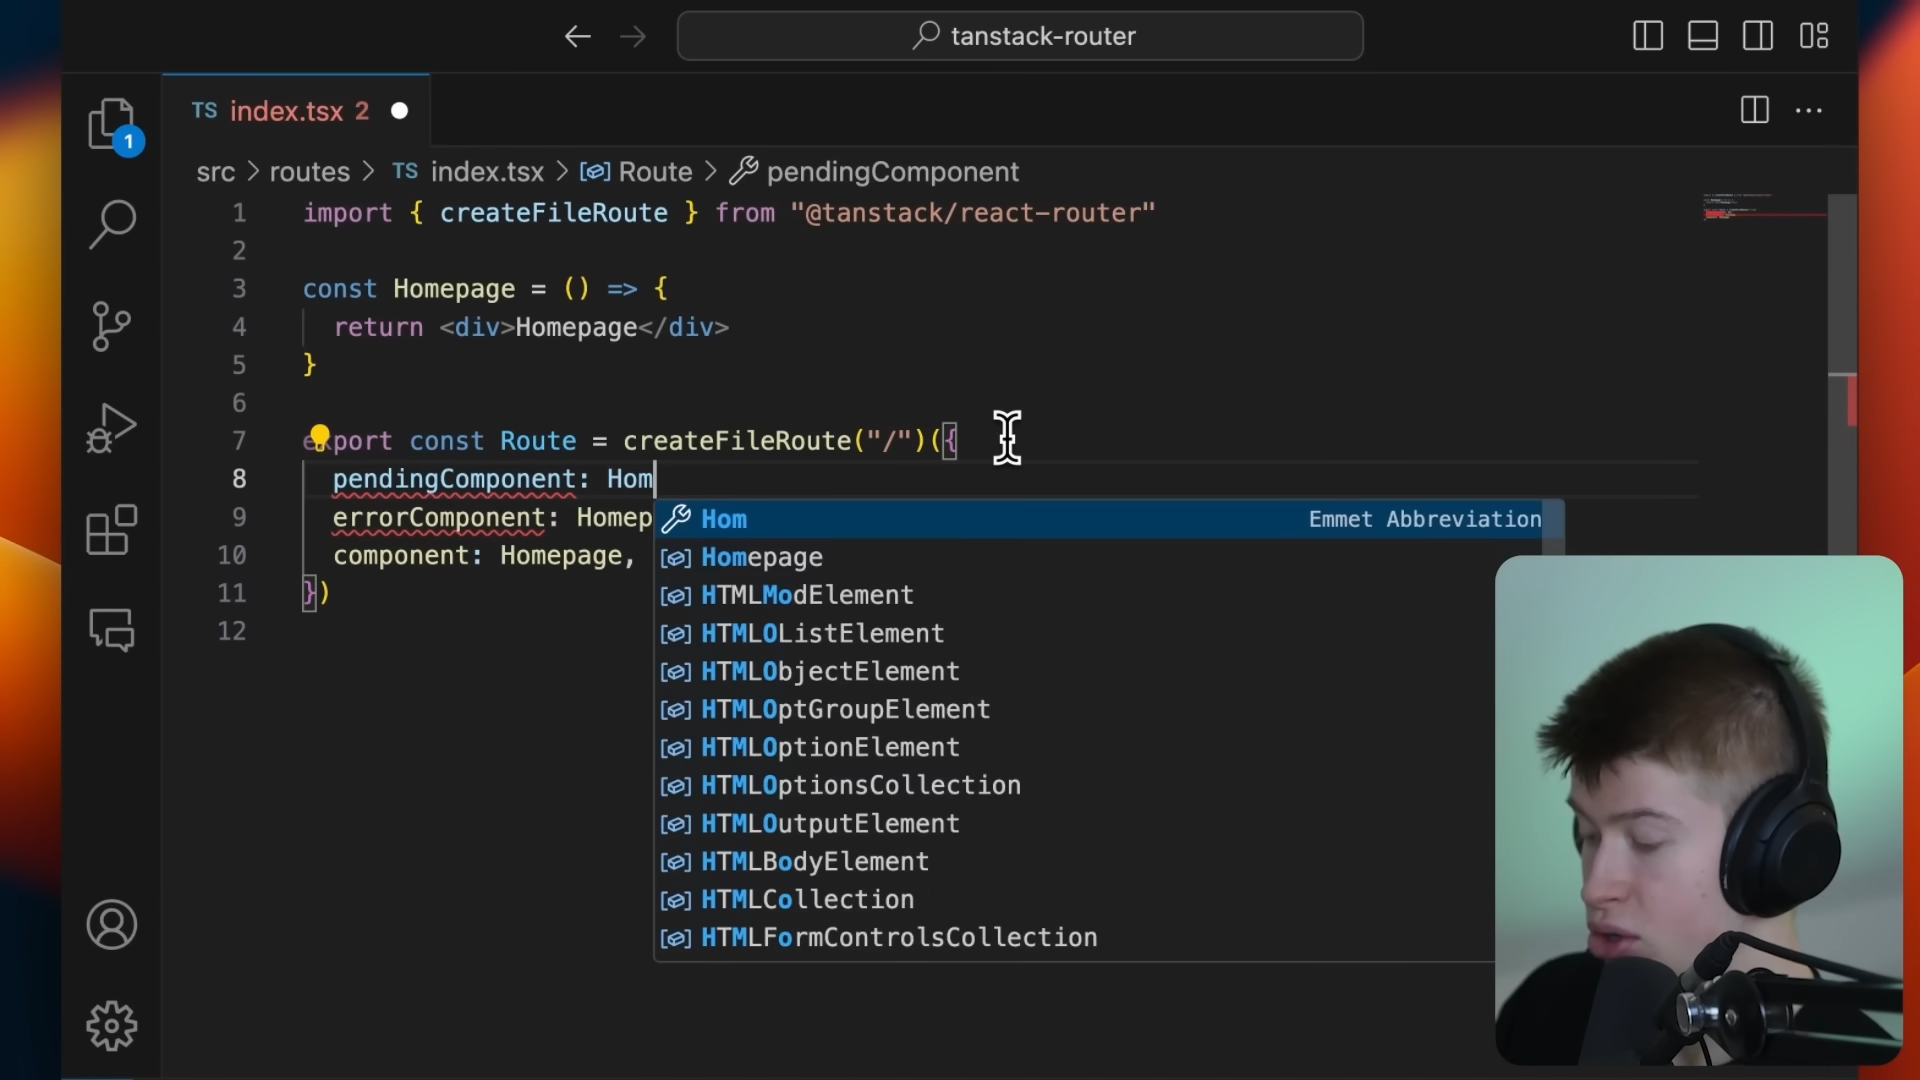 tanstack-router
TS index.tsx 2
1
src > routes > TS index.tsx > Route > pendingComponent
1 import { createFileRoute } from "@tanstack/react-router"
2
3 const Homepage = () => {
4 return <div>Homepage</div>
5 }
6
7 export const Route = createFileRoute("/")({
8 pendingComponent: Hom
9 errorComponent: Homep
10 component: Homepage,
11 })
12
Hom Emmet Abbreviation
Homepage
HTMLModElement
HTMLOListElement
HTMLObjectElement
HTMLOptGroupElement
HTMLOptionElement
HTMLOptionsCollection
HTMLOutputElement
HTMLBodyElement
HTMLCollection
HTMLFormControlsCollection